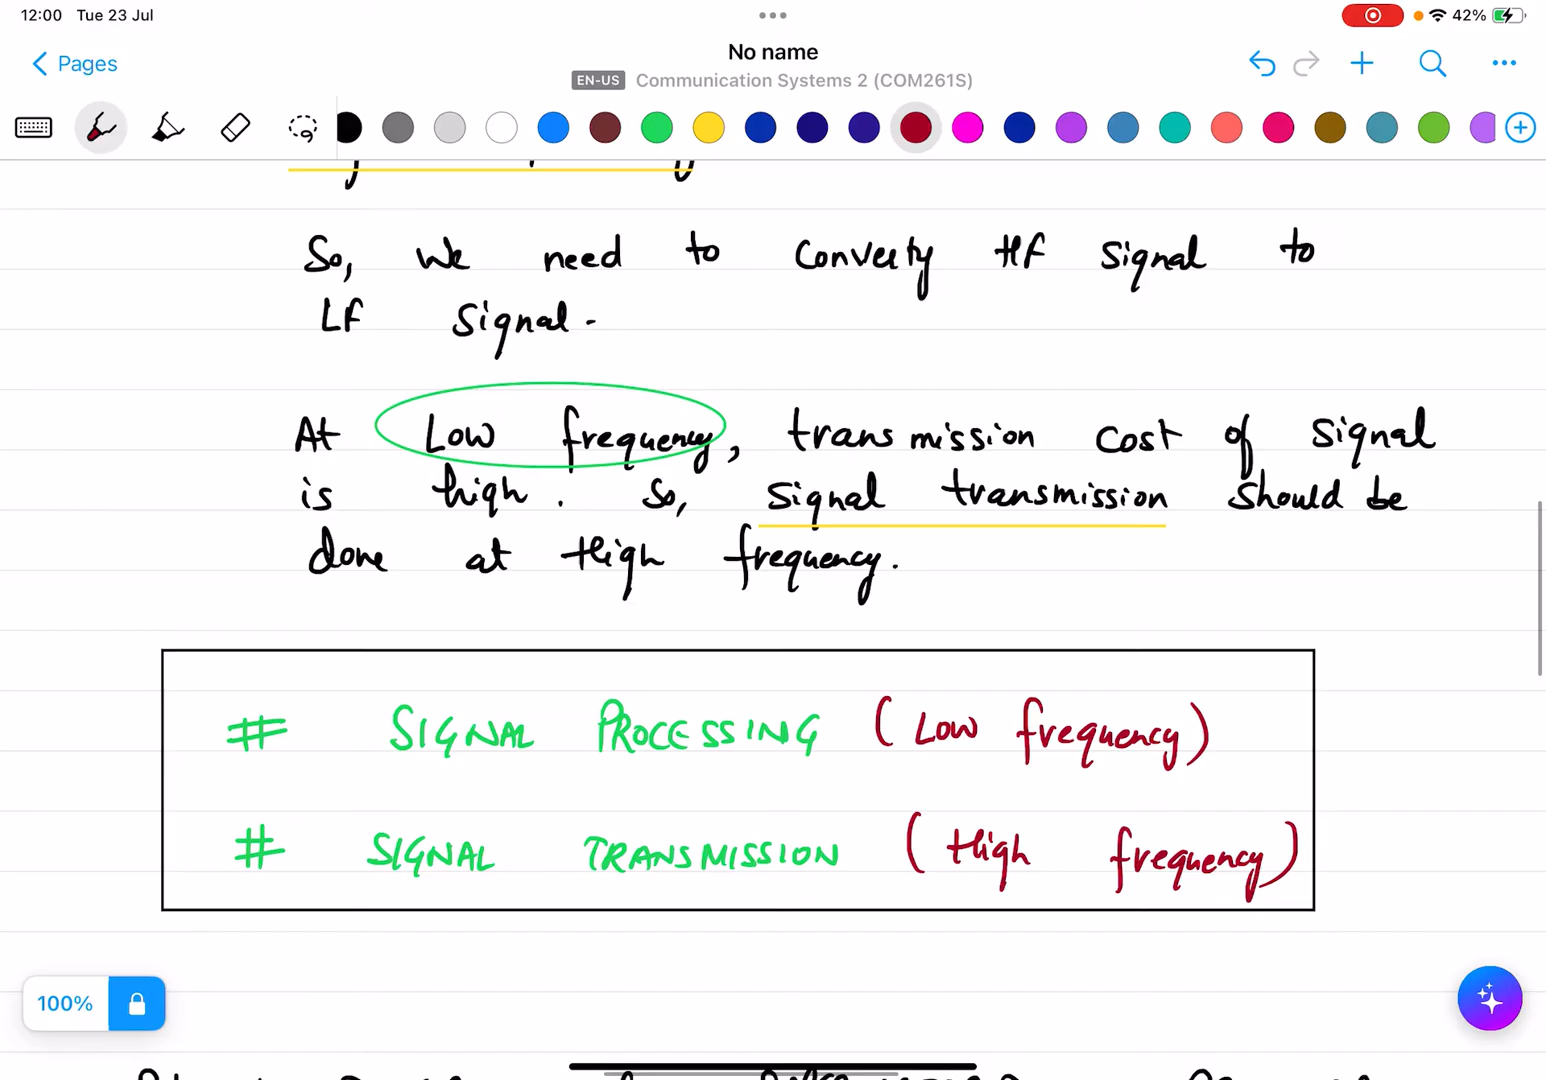 12:00 Tue 23 Jul
42%
Pages
No name
EN-US Communication Systems 2 (COM261S)
So, we need to converty HF signal to
LF signal.
At Low frequency, transmission cost of signal
is high. So, signal transmission should be
done at High frequency.
# SIGNAL PROCESSING (Low frequency)
# SIGNAL TRANSMISSION (High frequency)
100%